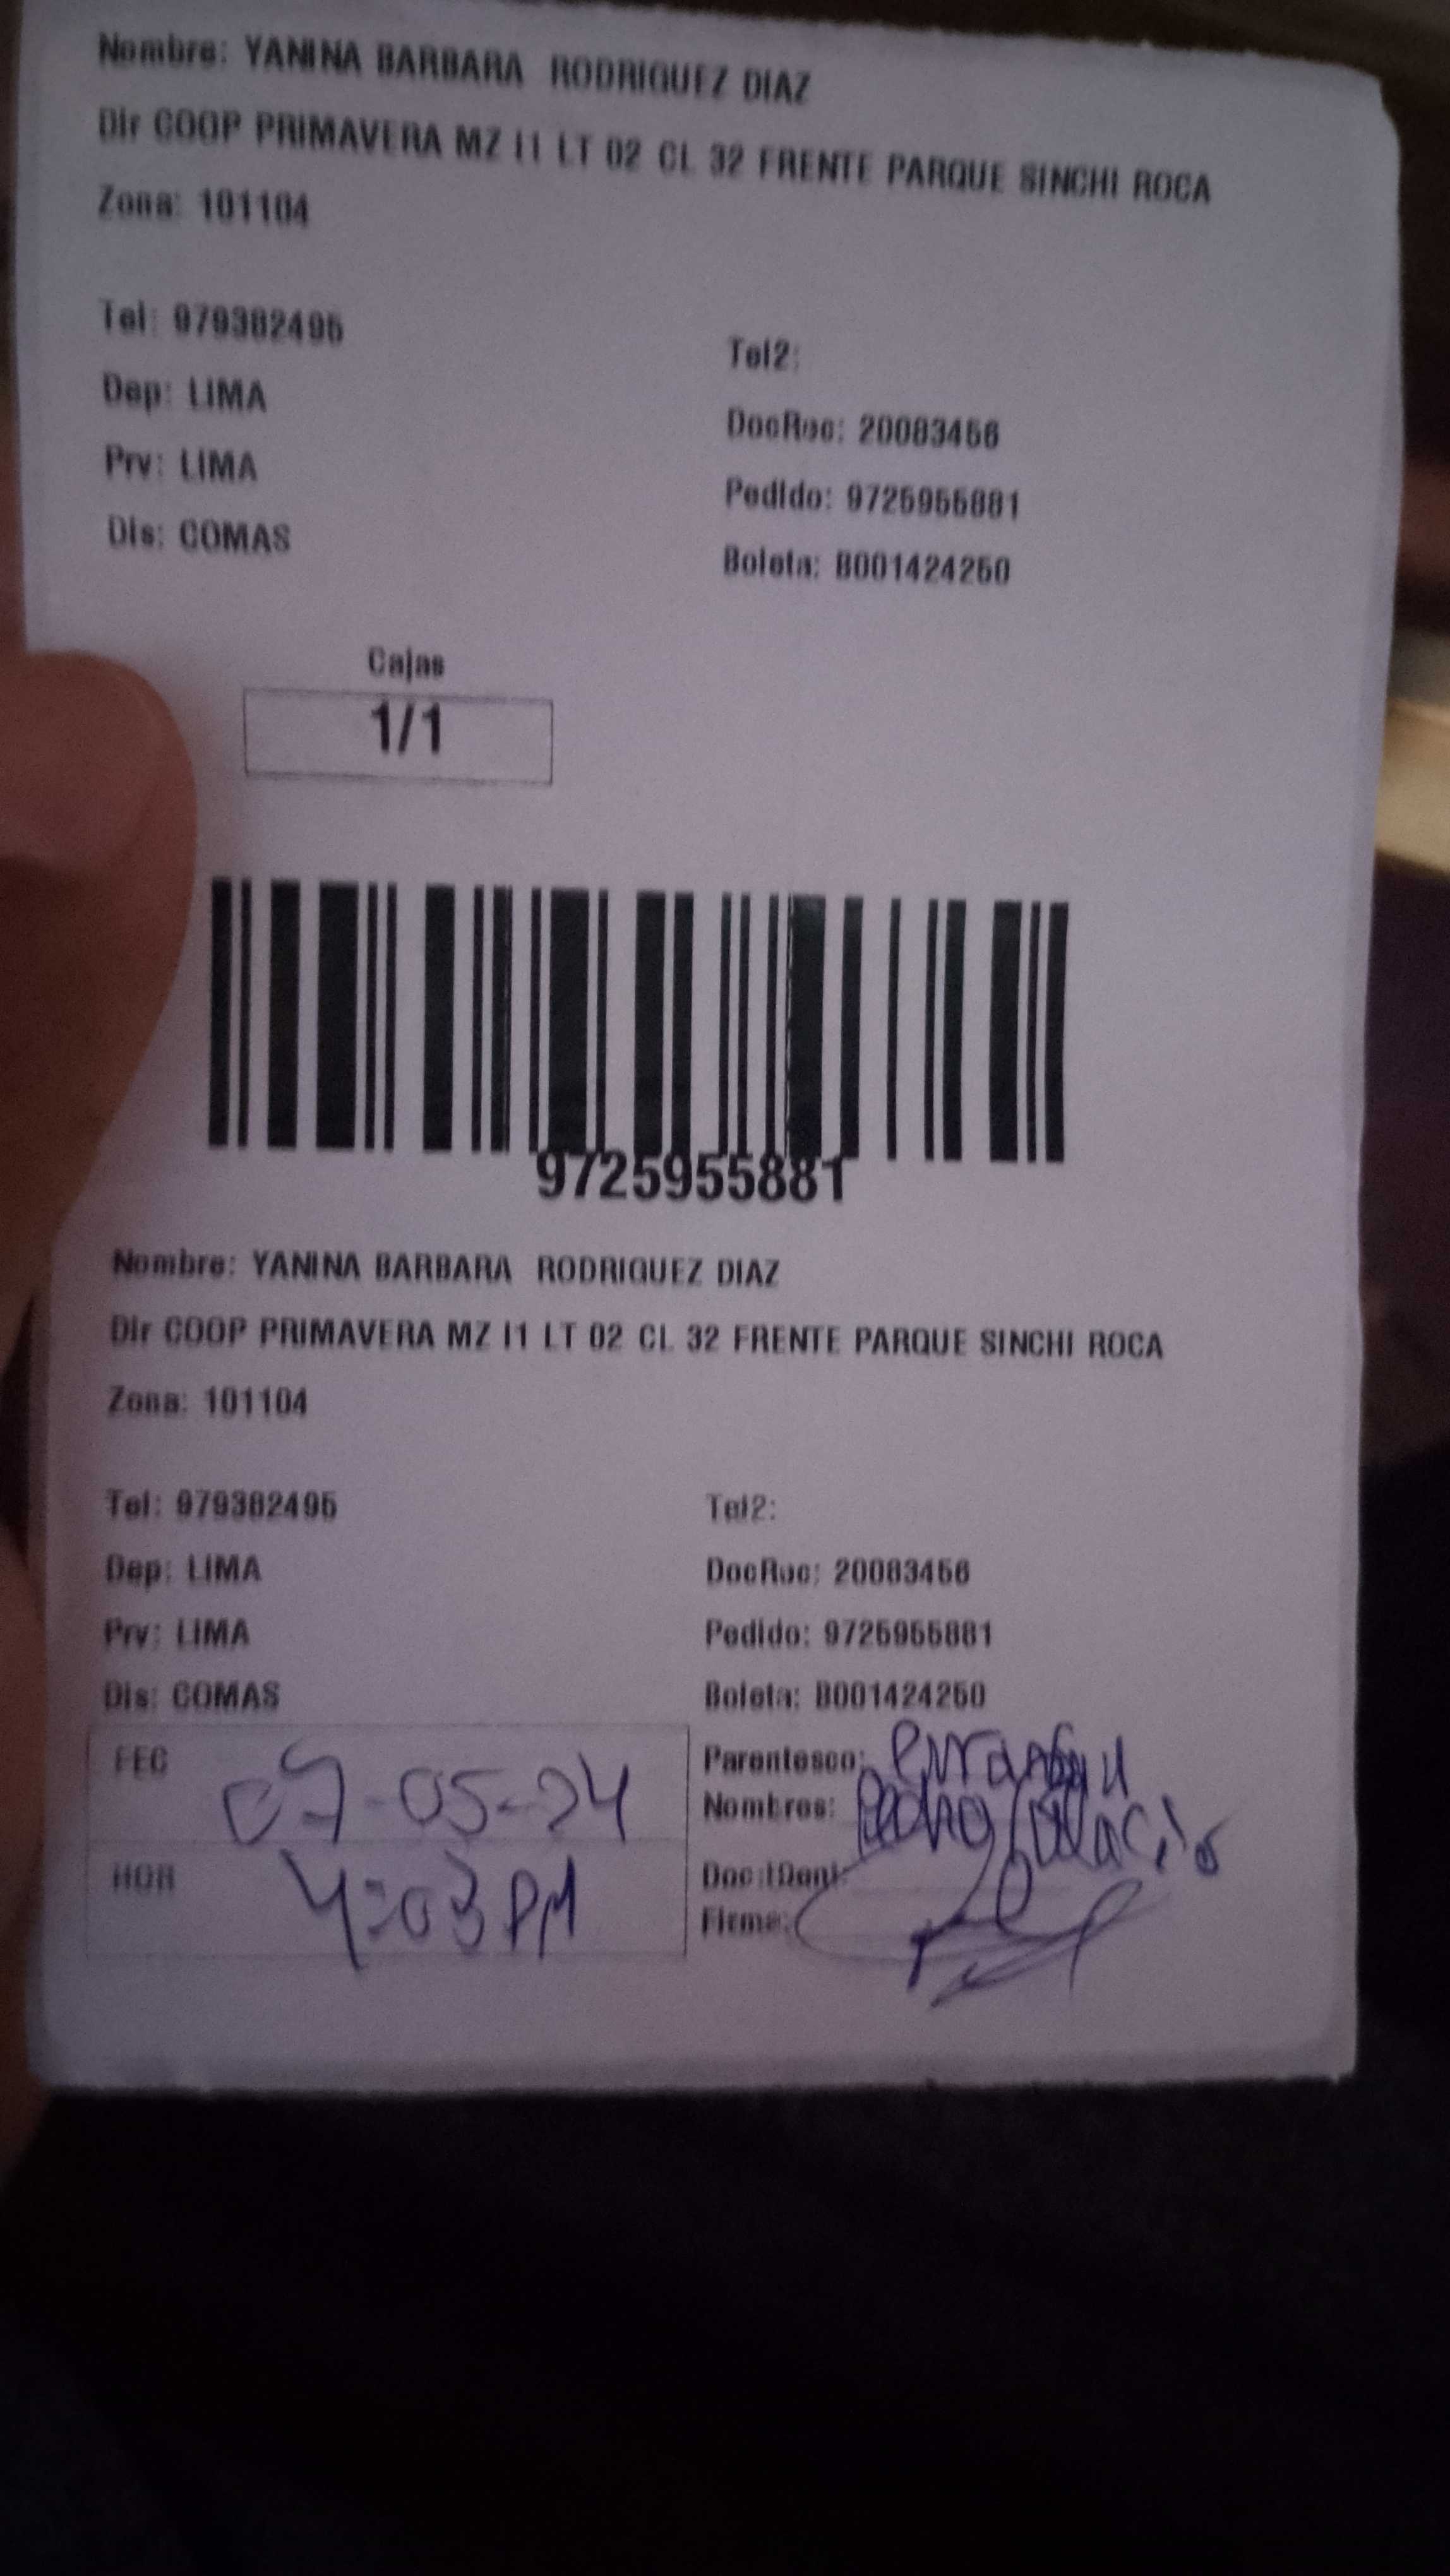 Nombre: YANINA BARBARA RODRIGUEZ DIAZ
Dir COOP PRIMAVERA MZ I1 LT 02 CL 32 FRENTE PARQUE SINCHI ROCA
Zona: 101104
Tel: 979382495
Tel2:
Dep: LIMA
DocRuc: 20083456
Prv: LIMA
Pedido: 9725955881
Dis: COMAS
Boleta: B001424250
Cajas
1/1
9725955881
Nombre: YANINA BARBARA RODRIGUEZ DIAZ
Dir COOP PRIMAVERA MZ I1 LT 02 CL 32 FRENTE PARQUE SINCHI ROCA
Zona: 101104
Tel: 979382495
Tel2:
Dep: LIMA
DocRuc: 20083456
Prv: LIMA
Pedido: 9725955881
Dis: COMAS
Boleta: B001424250
FEC 07-05-24
Parentesco:
Nombres: Pedro
HOR 4:03 PM
Doc.IDent:
Firma: